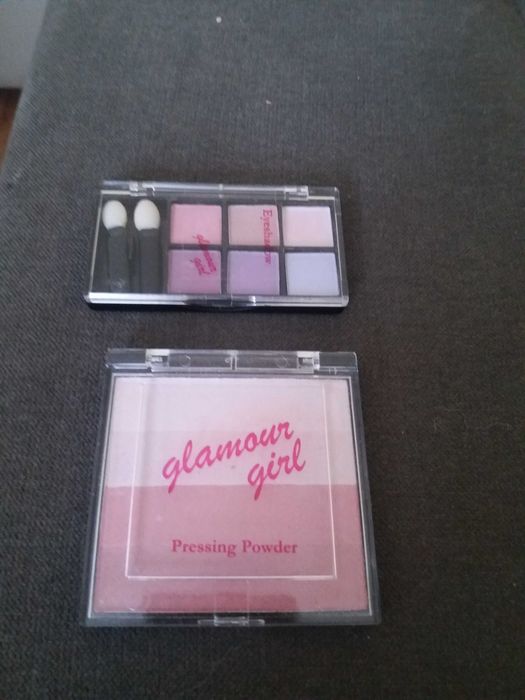 Eyeshadow
glamour
girl
glamour
girl
Pressing Powder